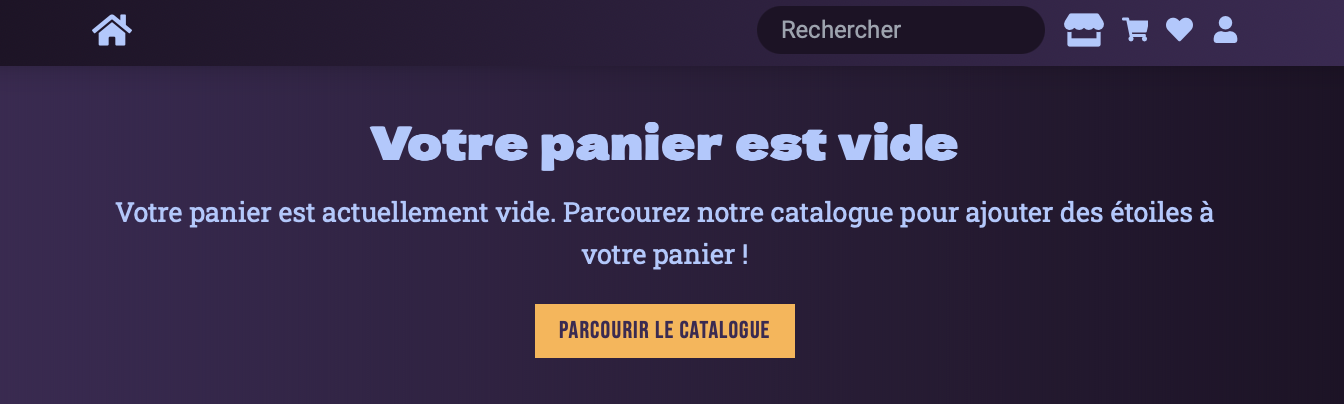 Rechercher
Votre panier est vide
Votre panier est actuellement vide. Parcourez notre catalogue pour ajouter des étoiles à
votre panier !
PARCOURIR LE CATALOGUE